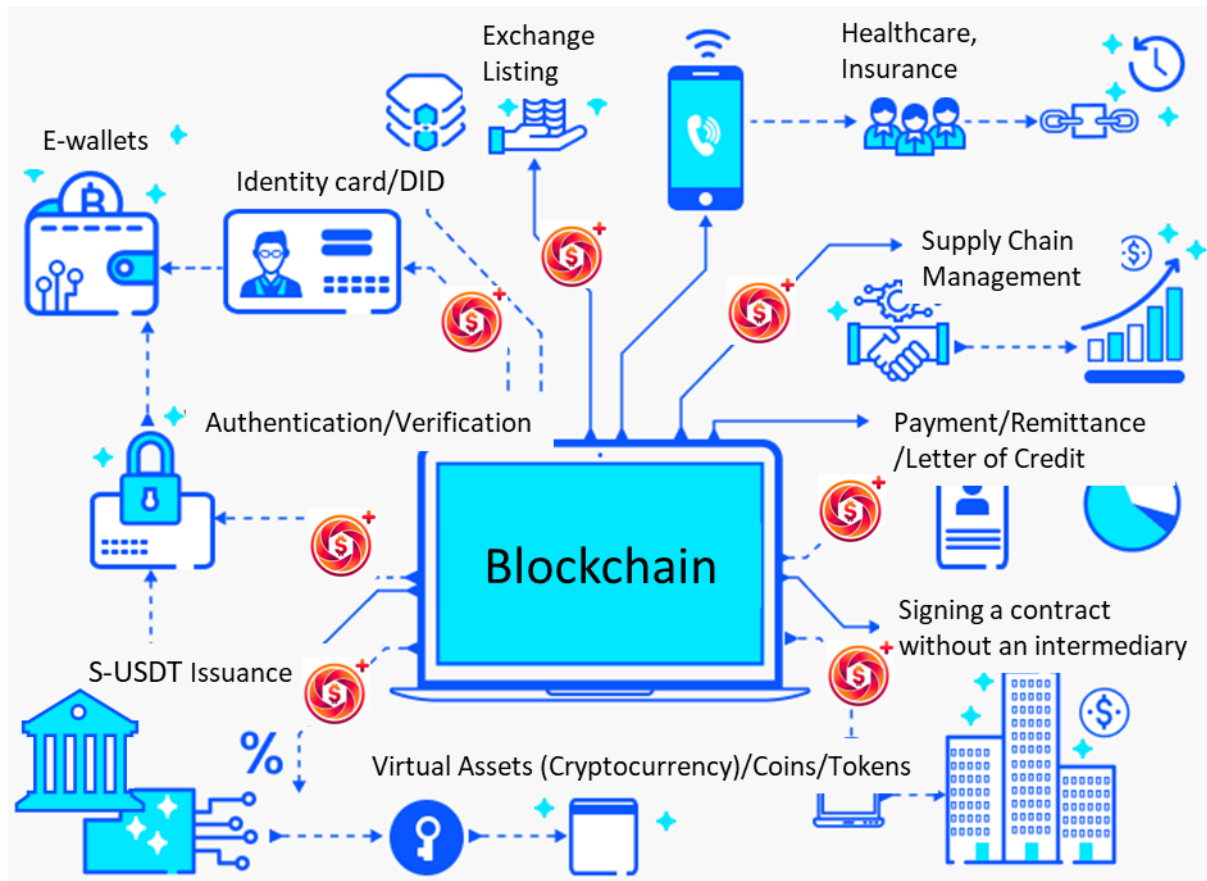 Exchange
Listing
Healthcare,
Insurance
E-wallets
Identity card/DID
Supply Chain
Management
Authentication/Verification
Payment/Remittance
/Letter of Credit
Blockchain
Signing a contract
without an intermediary
S-USDT Issuance
%
Virtual Assets (Cryptocurrency)/Coins/Tokens